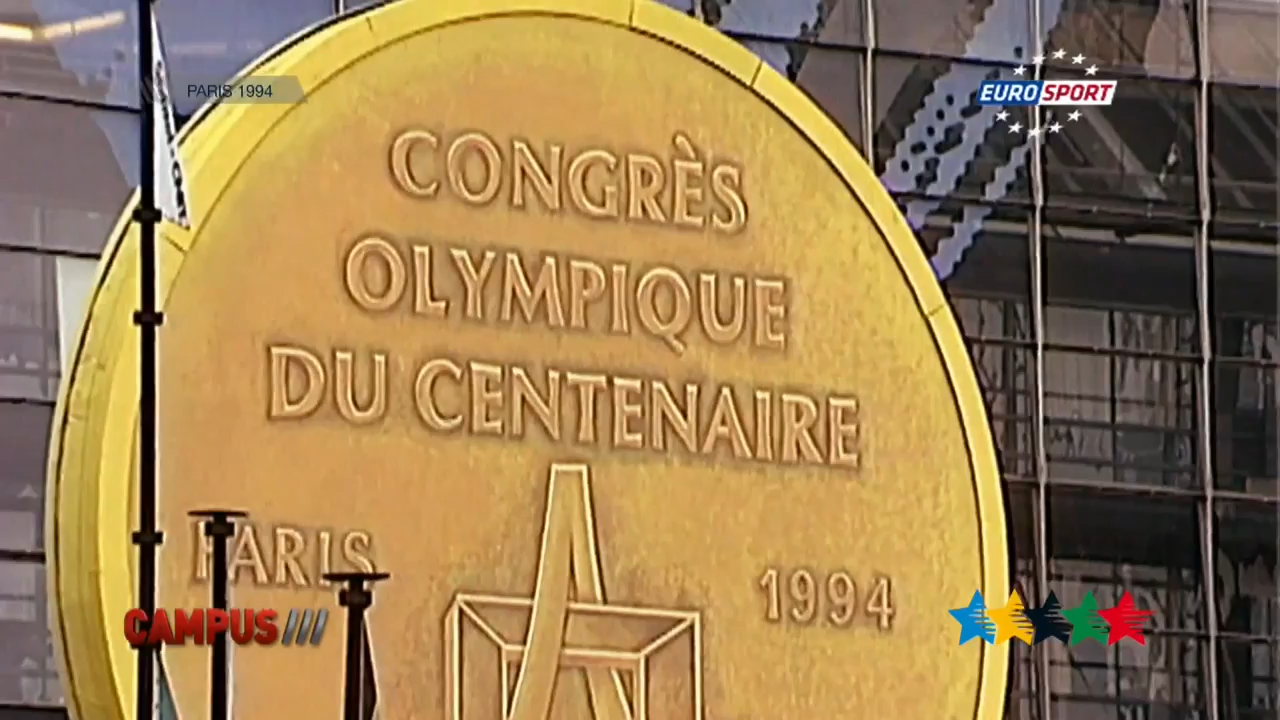 PARIS 1994
EUROSPORT
CONGRÈS
OLYMPIQUE
DU CENTENAIRE
PARIS
1994
CAMPUS